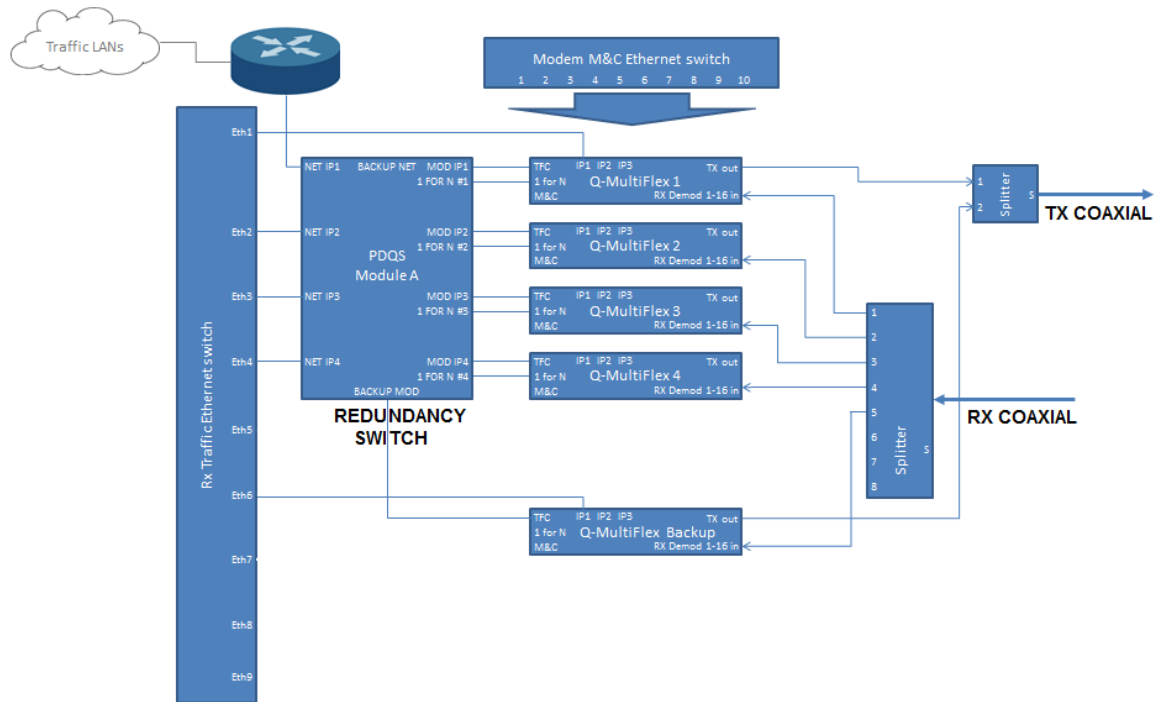 Traffic LANs
Modem M&C Ethernet switch
1 2 3 4 5 6 7 8 9 10
Rx Traffic Ethernet switch
Eth1
Eth2
Eth3
Eth4
Eth5
Eth6
Eth7
Eth8
Eth9
NET IP1 BACKUP NET MOD IP1
1 FOR N #1
NET IP2 MOD IP2
1 FOR N #2
PDQS
Module A
NET IP3 MOD IP3
1 FOR N #3
NET IP4 MOD IP4
1 FOR N #4
BACKUP MOD
REDUNDANCY
SWITCH
TFC IP1 IP2 IP3 TX out
1 for N Q-MultiFlex 1
M&C RX Demod 1-16 in
TFC IP1 IP2 IP3 TX out
1 for N Q-MultiFlex 2
M&C RX Demod 1-16 in
TFC IP1 IP2 IP3 TX out
1 for N Q-MultiFlex 3
M&C RX Demod 1-16 in
TFC IP1 IP2 IP3 TX out
1 for N Q-MultiFlex 4
M&C RX Demod 1-16 in
TFC IP1 IP2 IP3 TX out
1 for N Q-MultiFlex Backup
M&C RX Demod 1-16 in
1
2
Splitter
S
TX COAXIAL
1
2
3
4
5
6
7
8
Splitter
S
RX COAXIAL